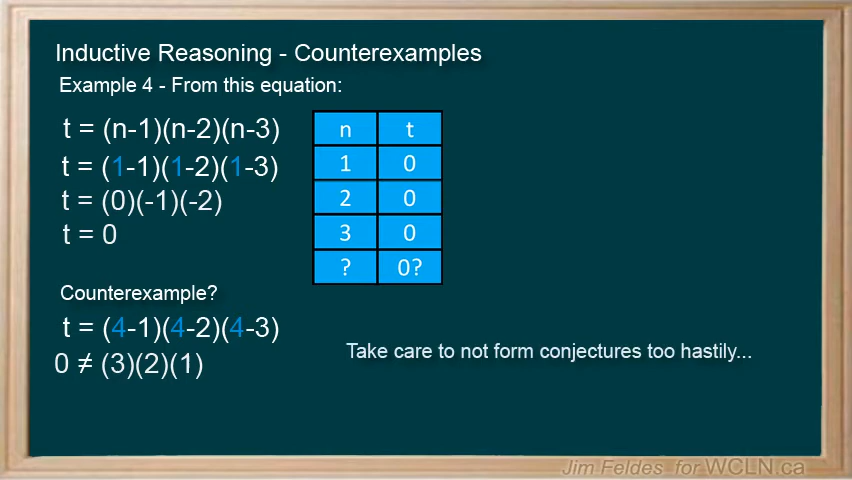 Inductive Reasoning - Counterexamples
Example 4 - From this equation:
t = (n-1)(n-2)(n-3)
t = (1-1)(1-2)(1-3)
t = (0)(-1)(-2)
t = 0
n t
1 0
2 0
3 0
? 0?
Counterexample?
t = (4-1)(4-2)(4-3)
0 ≠ (3)(2)(1)
Take care to not form conjectures too hastily...
Jim Feldes for WCLN.ca